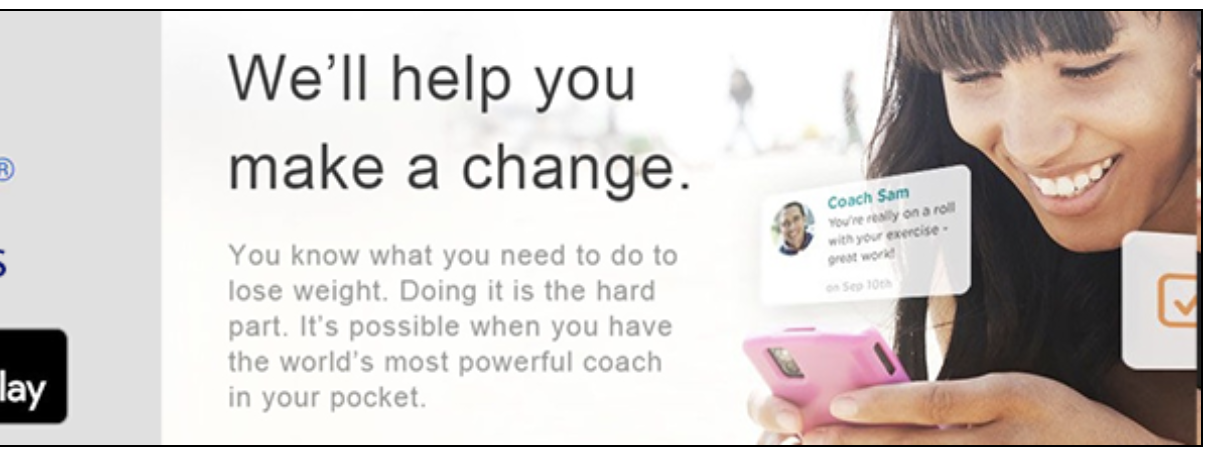 ®
s
lay
We'll help you
make a change.
You know what you need to do to
lose weight. Doing it is the hard
part. It's possible when you have
the world's most powerful coach
in your pocket.
Coach Sam
You're really on a roll
with your exercise -
great work!
on Sep 10th